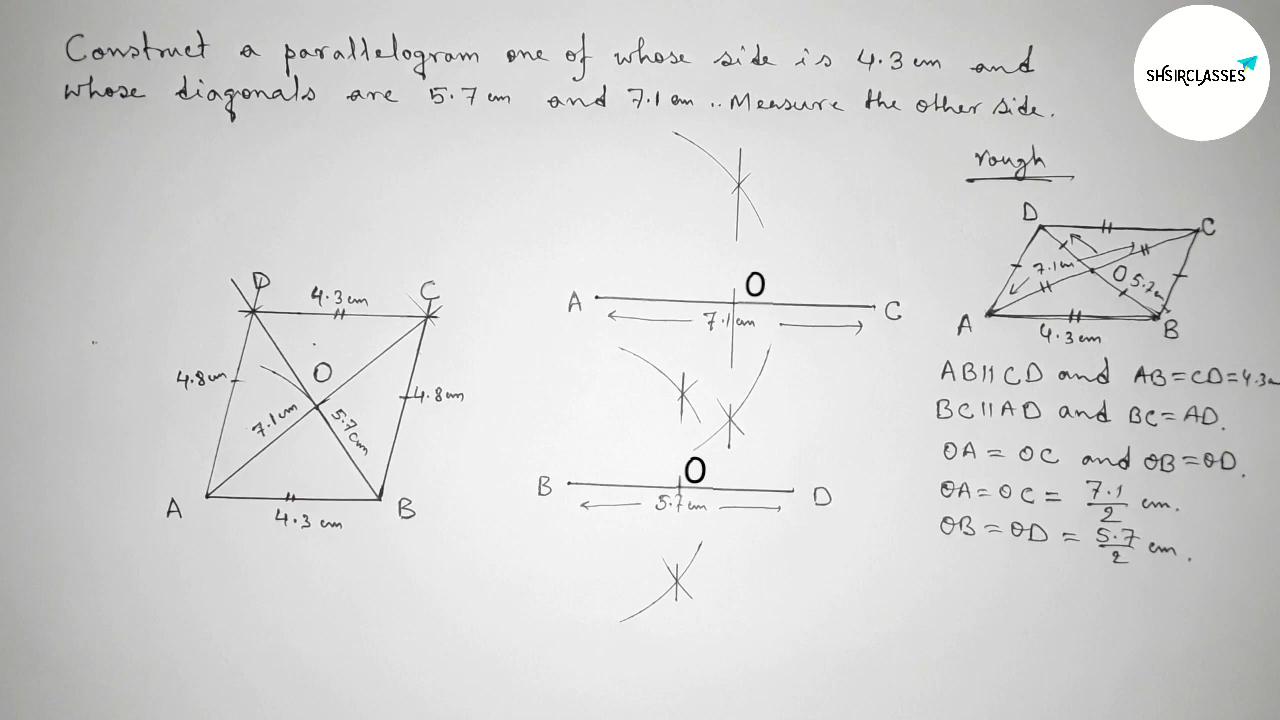 Construct a parallelogram one of whose side is 4.3 cm and
whose diagonals are 5.7 cm and 7.1 cm .. Measure the other side.
SHSIRCLASSES
rough
D
C
7.1cm
O
5.7cm
A
B
4.3 cm
AB || CD and AB = CD = 4.3cm
BC || AD and BC = AD.
OA = OC and OB = OD.
OA = OC = 7.1/2 cm.
OB = OD = 5.7/2 cm.
A
O
C
7.1 cm
B
O
D
5.7 cm
D
4.3 cm
C
4.8cm
O
4.8cm
7.1cm
5.7cm
A
B
4.3 cm